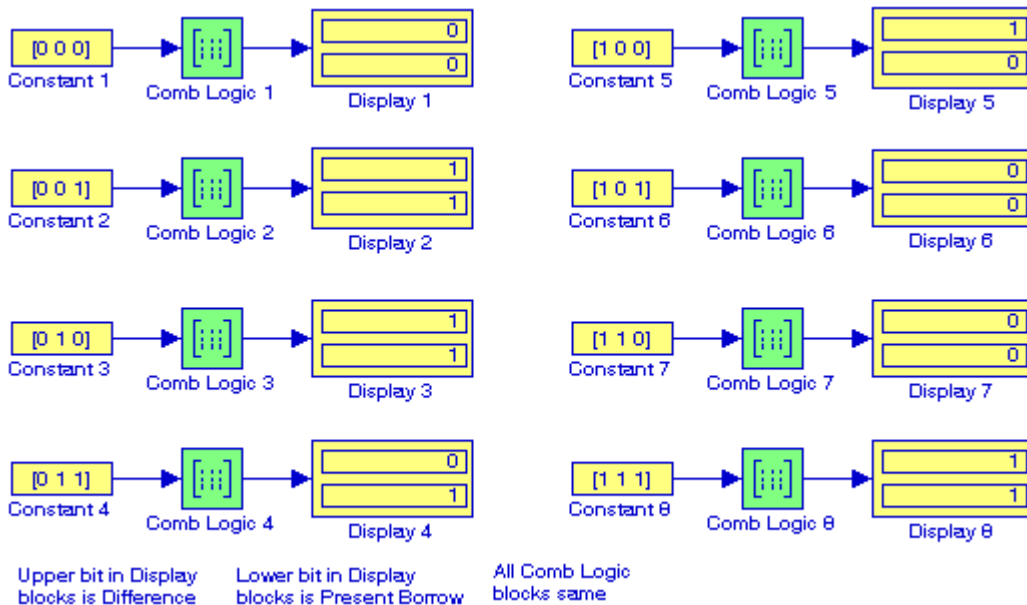 [0 0 0]
Constant 1
Comb Logic 1
0
0
Display 1
[1 0 0]
Constant 5
Comb Logic 5
1
0
Display 5
[0 0 1]
Constant 2
Comb Logic 2
1
1
Display 2
[1 0 1]
Constant 6
Comb Logic 6
0
0
Display 6
[0 1 0]
Constant 3
Comb Logic 3
1
1
Display 3
[1 1 0]
Constant 7
Comb Logic 7
0
0
Display 7
[0 1 1]
Constant 4
Comb Logic 4
0
1
Display 4
[1 1 1]
Constant 8
Comb Logic 8
1
1
Display 8
Upper bit in Display
blocks is Difference
Lower bit in Display
blocks is Present Borrow
All Comb Logic
blocks same